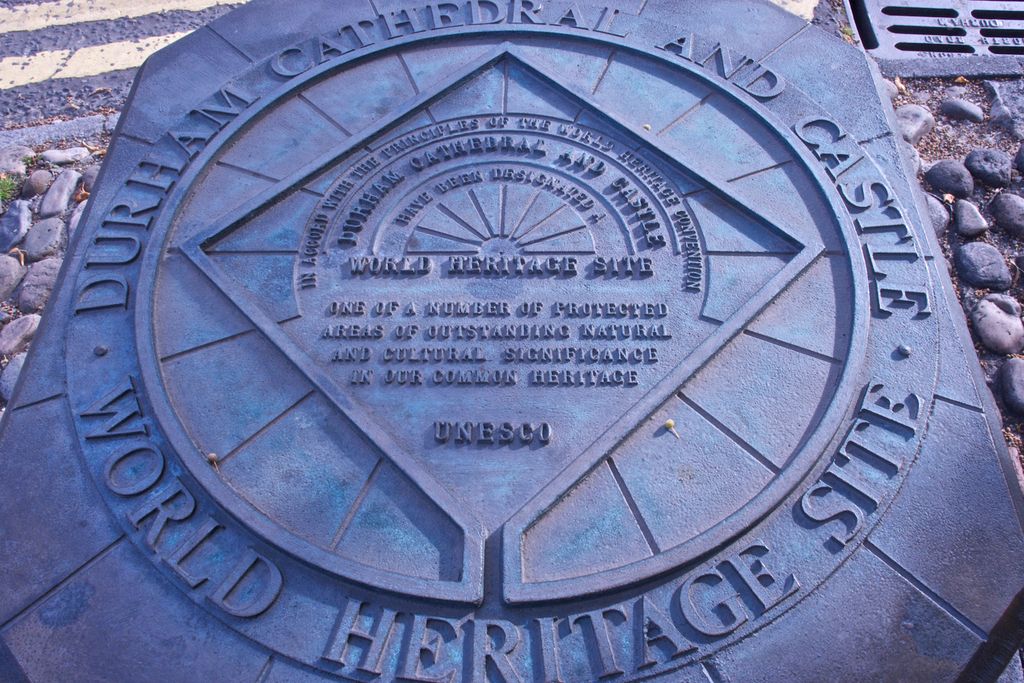 DURHAM CATHEDRAL AND CASTLE
WORLD HERITAGE SITE
IN ACCORD WITH THE PRINCIPLES OF THE WORLD HERITAGE CONVENTION
DURHAM CATHEDRAL AND CASTLE
HAVE BEEN DESIGNATED A
WORLD HERITAGE SITE
ONE OF A NUMBER OF PROTECTED
AREAS OF OUTSTANDING NATURAL
AND CULTURAL SIGNIFICANCE
IN OUR COMMON HERITAGE
UNESCO